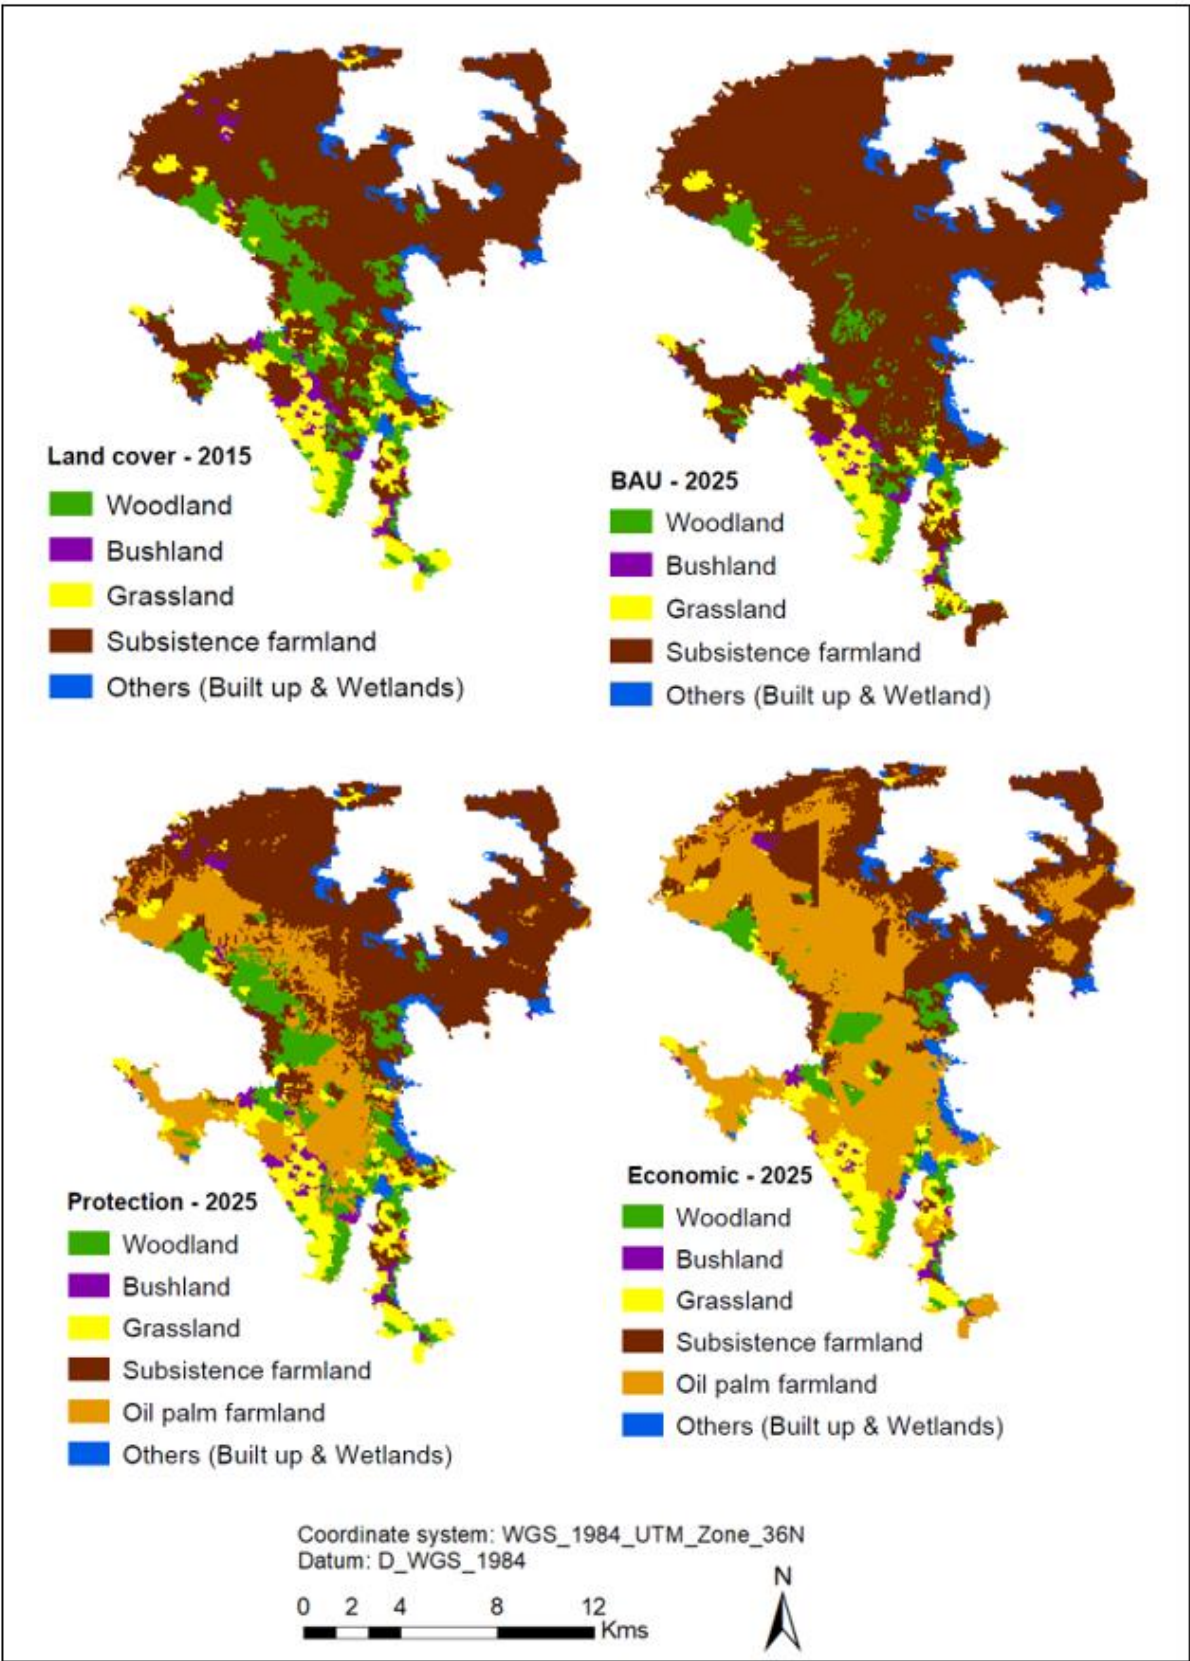 Land cover - 2015
Woodland
Bushland
Grassland
Subsistence farmland
Others (Built up & Wetlands)
BAU - 2025
Woodland
Bushland
Grassland
Subsistence farmland
Others (Built up & Wetland)
Protection - 2025
Woodland
Bushland
Grassland
Subsistence farmland
Oil palm farmland
Others (Built up & Wetlands)
Economic - 2025
Woodland
Bushland
Grassland
Subsistence farmland
Oil palm farmland
Others (Built up & Wetlands)
Coordinate system: WGS_1984_UTM_Zone_36N
Datum: D_WGS_1984
0 2 4 8 12
Kms
N